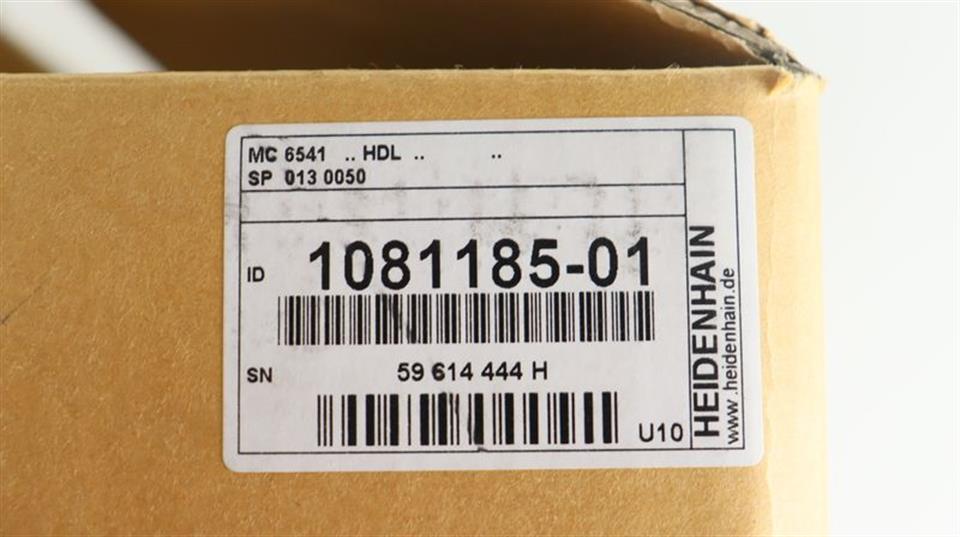 MC 6541 .. HDL .. ..
SP 013 0050
ID 1081185-01
SN 59 614 444 H
U10
HEIDENHAIN
www.heidenhain.de